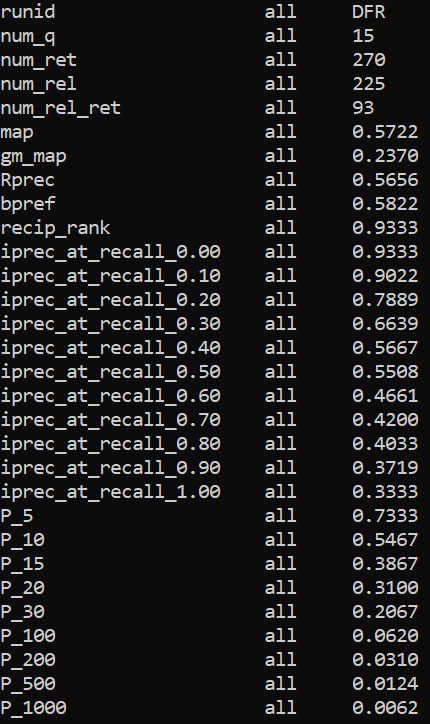 runid all DFR
num_q all 15
num_ret all 270
num_rel all 225
num_rel_ret all 93
map all 0.5722
gm_map all 0.2370
Rprec all 0.5656
bpref all 0.5822
recip_rank all 0.9333
iprec_at_recall_0.00 all 0.9333
iprec_at_recall_0.10 all 0.9022
iprec_at_recall_0.20 all 0.7889
iprec_at_recall_0.30 all 0.6639
iprec_at_recall_0.40 all 0.5667
iprec_at_recall_0.50 all 0.5508
iprec_at_recall_0.60 all 0.4661
iprec_at_recall_0.70 all 0.4200
iprec_at_recall_0.80 all 0.4033
iprec_at_recall_0.90 all 0.3719
iprec_at_recall_1.00 all 0.3333
P_5 all 0.7333
P_10 all 0.5467
P_15 all 0.3867
P_20 all 0.3100
P_30 all 0.2067
P_100 all 0.0620
P_200 all 0.0310
P_500 all 0.0124
P_1000 all 0.0062